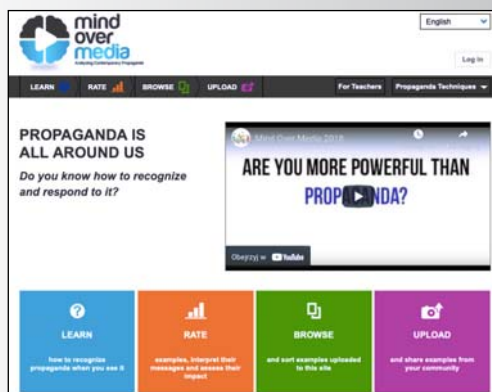 mind
over
media
Analyzing Contemporary Propaganda
English
Log in
LEARN
RATE
BROWSE
UPLOAD
For Teachers
Propaganda Techniques
PROPAGANDA IS
ALL AROUND US
Do you know how to recognize
and respond to it?
Mind Over Media 2018
ARE YOU MORE POWERFUL THAN
PROPAGANDA?
Obejrzyj w YouTube
LEARN
how to recognize
propaganda when you see it
RATE
examples, interpret their
messages and assess their
impact
BROWSE
and sort examples uploaded
to this site
UPLOAD
and share examples from
your community